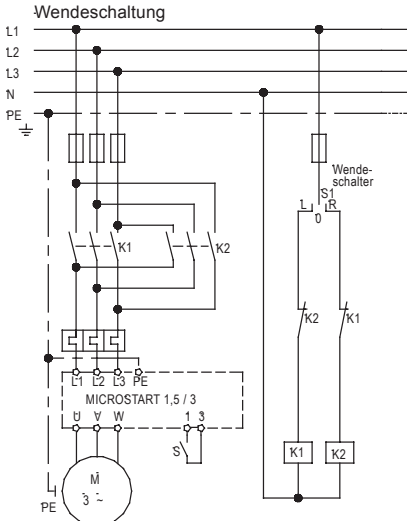 Wendeschaltung
L1
L2
L3
N
PE
Wende-
schalter
S1
L R
0
K1 K2
K2 K1
L1 L2 L3 PE
MICROSTART 1,5 / 3
U V W 1 3
S
K1 K2
M
3 ~
PE